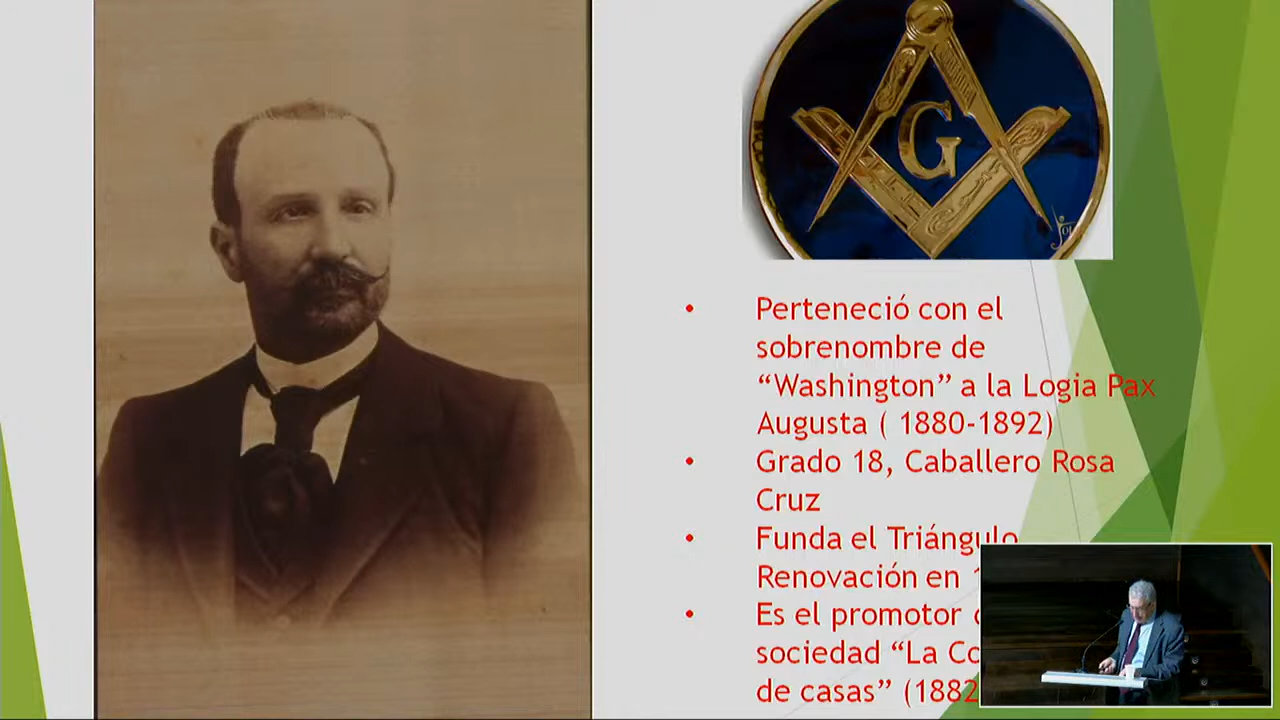 G
Perteneció con el
sobrenombre de
“Washington” a la Logia Pax
Augusta ( 1880-1892)
Grado 18, Caballero Rosa
Cruz
Funda el Triángulo
Renovación en
Es el promotor
sociedad “La
de casas” (1882